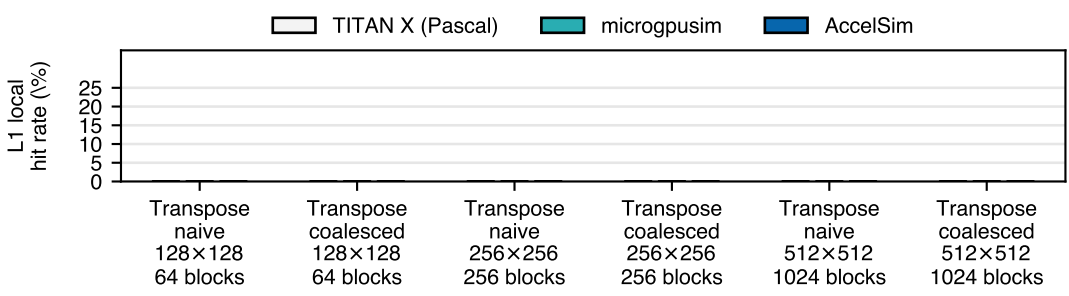 TITAN X (Pascal) microgpusim AccelSim
L1 local
hit rate (\%)
25
20
15
10
5
0
Transpose Transpose Transpose Transpose Transpose Transpose
naive coalesced naive coalesced naive coalesced
128×128 128×128 256×256 256×256 512×512 512×512
64 blocks 64 blocks 256 blocks 256 blocks 1024 blocks 1024 blocks